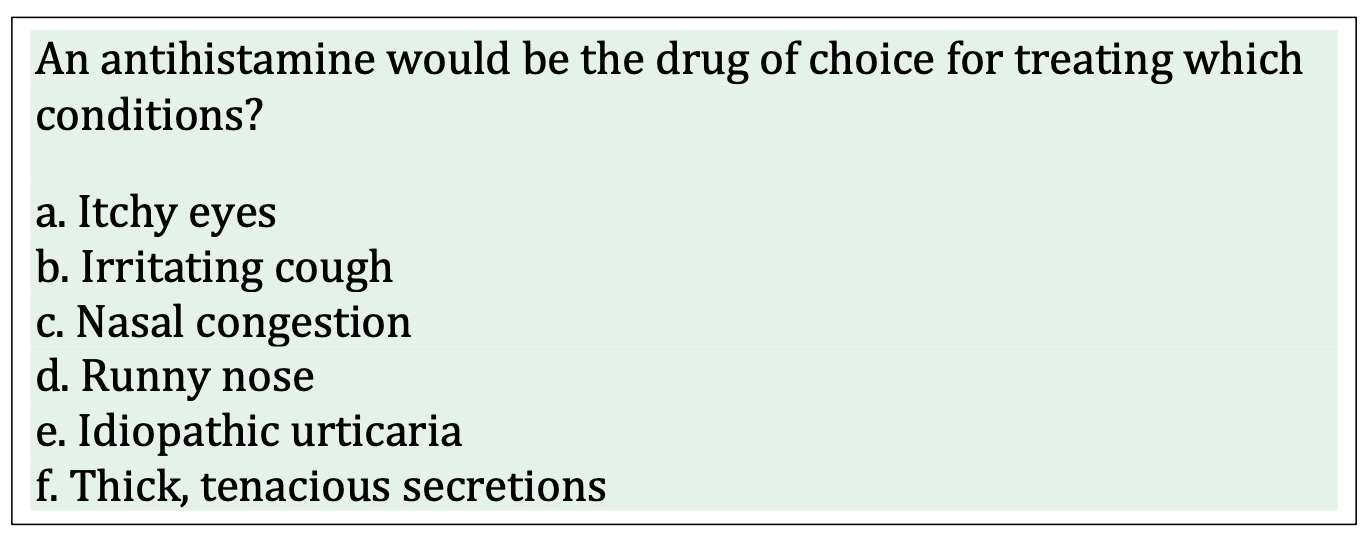 An antihistamine would be the drug of choice for treating which
conditions?
a. Itchy eyes
b. Irritating cough
c. Nasal congestion
d. Runny nose
e. Idiopathic urticaria
f. Thick, tenacious secretions